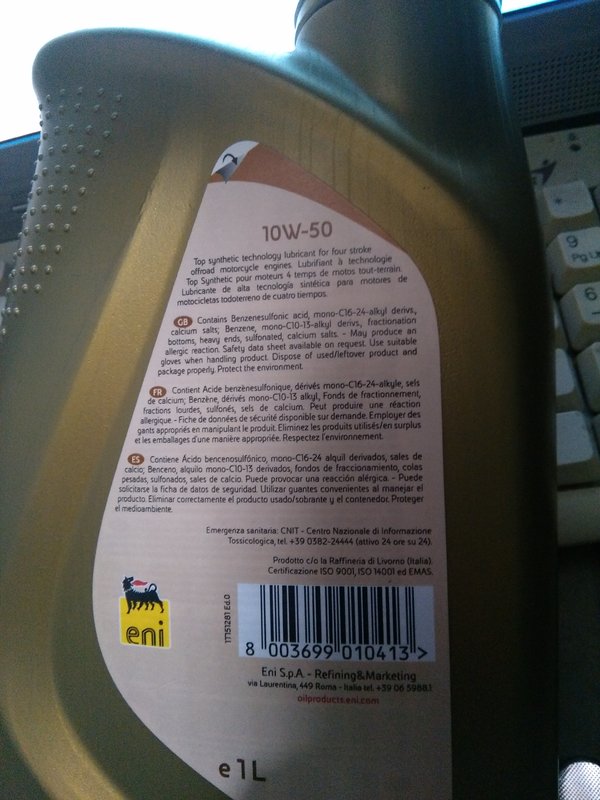 10W-50
Top synthetic technology lubricant for four stroke
offroad motorcycle engines. Lubrifiant à technologie
Top Synthetic pour moteurs 4 temps de motos tout-terrain.
Lubricante de alta tecnología sintética para motores de
motocicletas todoterreno de cuatro tiempos.
GB Contains Benzenesulfonic acid, mono-C16-24-alkyl derivs.,
calcium salts; Benzene, mono-C10-13-alkyl derivs., fractionation
bottoms, heavy ends, sulfonated, calcium salts. - May produce an
allergic reaction. Safety data sheet available on request. Use suitable
gloves when handling product. Dispose of used/leftover product and
package properly. Protect the environment.
FR Contient Acide benzènesulfonique, dérivés mono-C16-24-alkyle, sels
de calcium; Benzène, dérivés mono-C10-13 alkyl, Fonds de fractionnement,
fractions lourdes, sulfonés, sels de calcium. Peut produire une réaction
allergique. - Fiche de données de sécurité disponible sur demande. Employer des
gants appropriés en manipulant le produit. Eliminez les produits utilisés/en surplus
et les emballages d'une manière appropriée. Respectez l'environnement.
ES Contiene Ácido bencenosulfónico, mono-C16-24 alquil derivados, sales de
calcio; Benceno, alquilo mono-C10-13 derivados, fondos de fraccionamiento, colas
pesadas, sulfonados, sales de calcio. Puede provocar una reacción alérgica. - Puede
solicitarse la ficha de datos de seguridad. Utilizar guantes convenientes al manejar el
producto. Eliminar correctamente el producto usado/sobrante y el contenedor. Proteger
el medioambiente.
Emergenza sanitaria: CNIT - Centro Nazionale di Informazione
Tossicologica, tel. +39 0382-24444 (attivo 24 ore su 24).
Prodotto c/o la Raffineria di Livorno (Italia).
Certificazione ISO 9001, ISO 14001 ed EMAS.
eni
17151281 Ed.0
8 003699 010413 >
Eni S.p.A. - Refining&Marketing
via Laurentina, 449 Roma - Italia tel. +39 06 59881
oilproducts.eni.com
e 1L
*
9
Pg Up
6